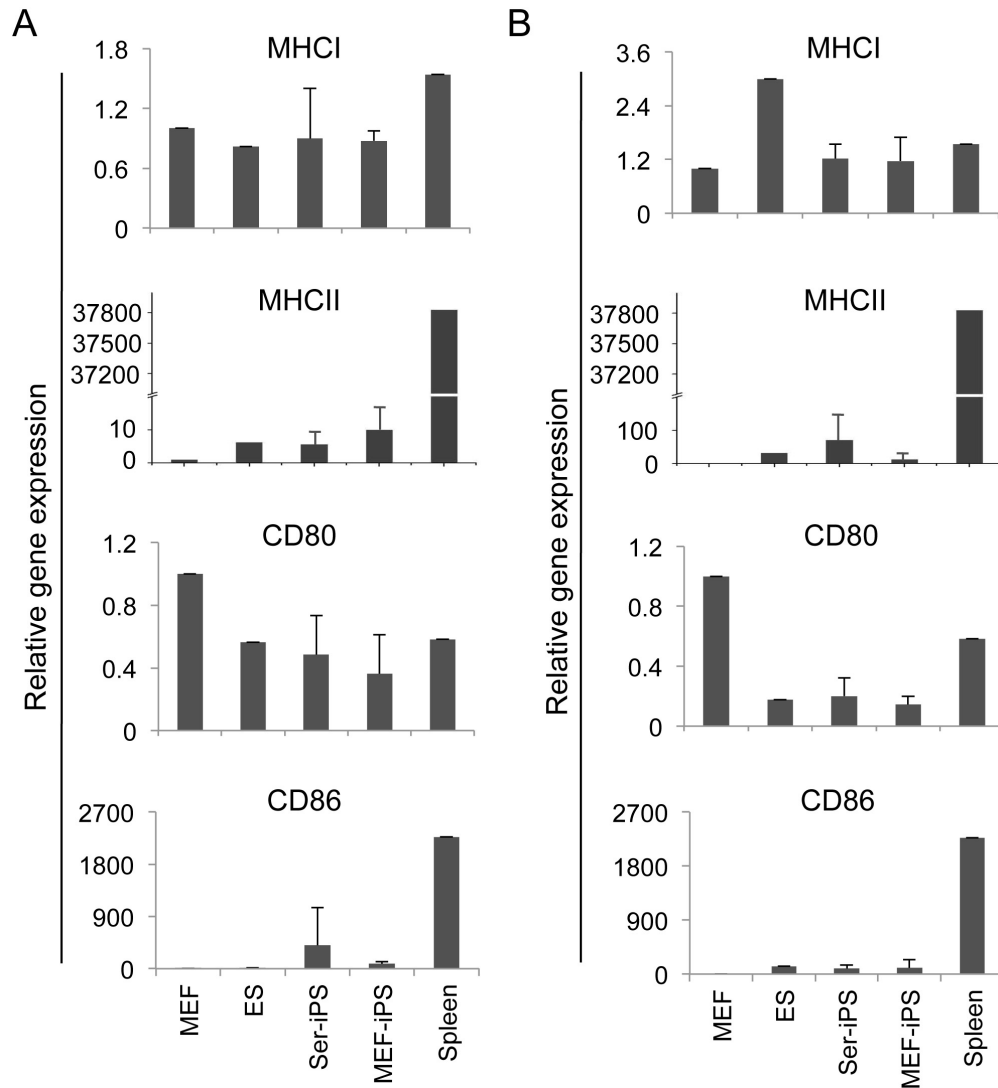 A
B
Relative gene expression
MHCI
1.8
1.2
0.6
0
MHCII
37800
37500
37200
10
0
CD80
1.2
0.8
0.4
0
CD86
2700
1800
900
0
MEF
ES
Ser-iPS
MEF-iPS
Spleen
Relative gene expression
MHCI
3.6
2.4
1.2
0
MHCII
37800
37500
37200
100
0
CD80
1.2
0.8
0.4
0
CD86
2700
1800
900
0
MEF
ES
Ser-iPS
MEF-iPS
Spleen